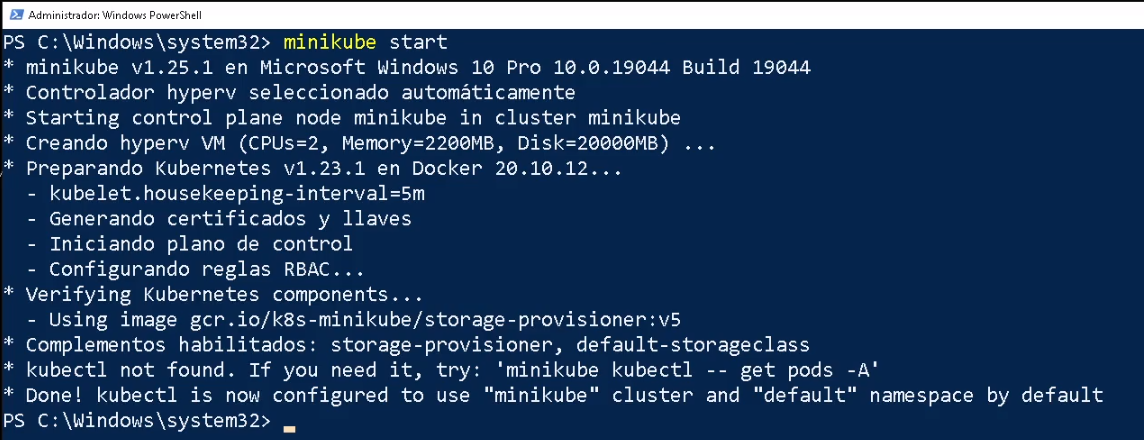 Administrador: Windows PowerShell
PS C:\Windows\system32> minikube start
* minikube v1.25.1 en Microsoft Windows 10 Pro 10.0.19044 Build 19044
* Controlador hyperv seleccionado automáticamente
* Starting control plane node minikube in cluster minikube
* Creando hyperv VM (CPUs=2, Memory=2200MB, Disk=20000MB) ...
* Preparando Kubernetes v1.23.1 en Docker 20.10.12...
  - kubelet.housekeeping-interval=5m
  - Generando certificados y llaves
  - Iniciando plano de control
  - Configurando reglas RBAC...
* Verifying Kubernetes components...
  - Using image gcr.io/k8s-minikube/storage-provisioner:v5
* Complementos habilitados: storage-provisioner, default-storageclass
* kubectl not found. If you need it, try: 'minikube kubectl -- get pods -A'
* Done! kubectl is now configured to use "minikube" cluster and "default" namespace by default
PS C:\Windows\system32> _